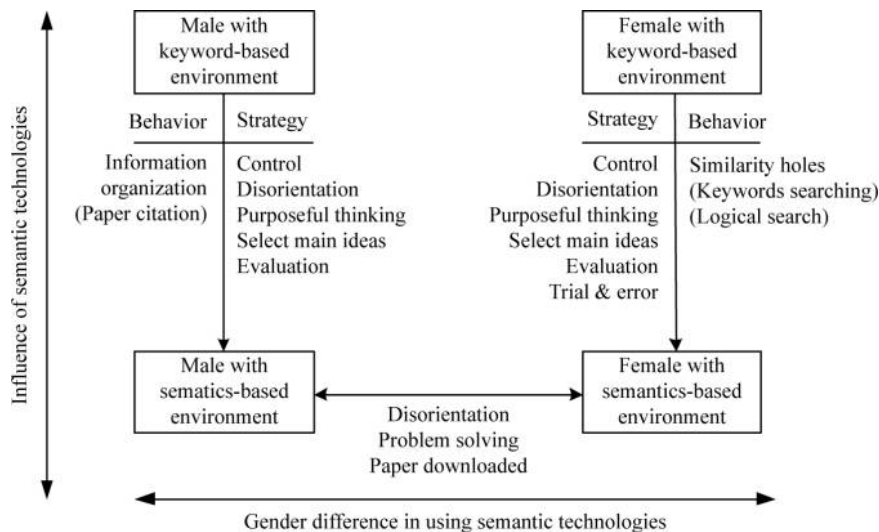 Male with
keyword-based
environment
Female with
keyword-based
environment
Influence of semantic technologies
Behavior
Strategy
Information
organization
(Paper citation)
Control
Disorientation
Purposeful thinking
Select main ideas
Evaluation
Strategy
Behavior
Control
Disorientation
Purposeful thinking
Select main ideas
Evaluation
Trial & error
Similarity holes
(Keywords searching)
(Logical search)
Male with
sematics-based
environment
Female with
semantics-based
environment
Disorientation
Problem solving
Paper downloaded
Gender difference in using semantic technologies